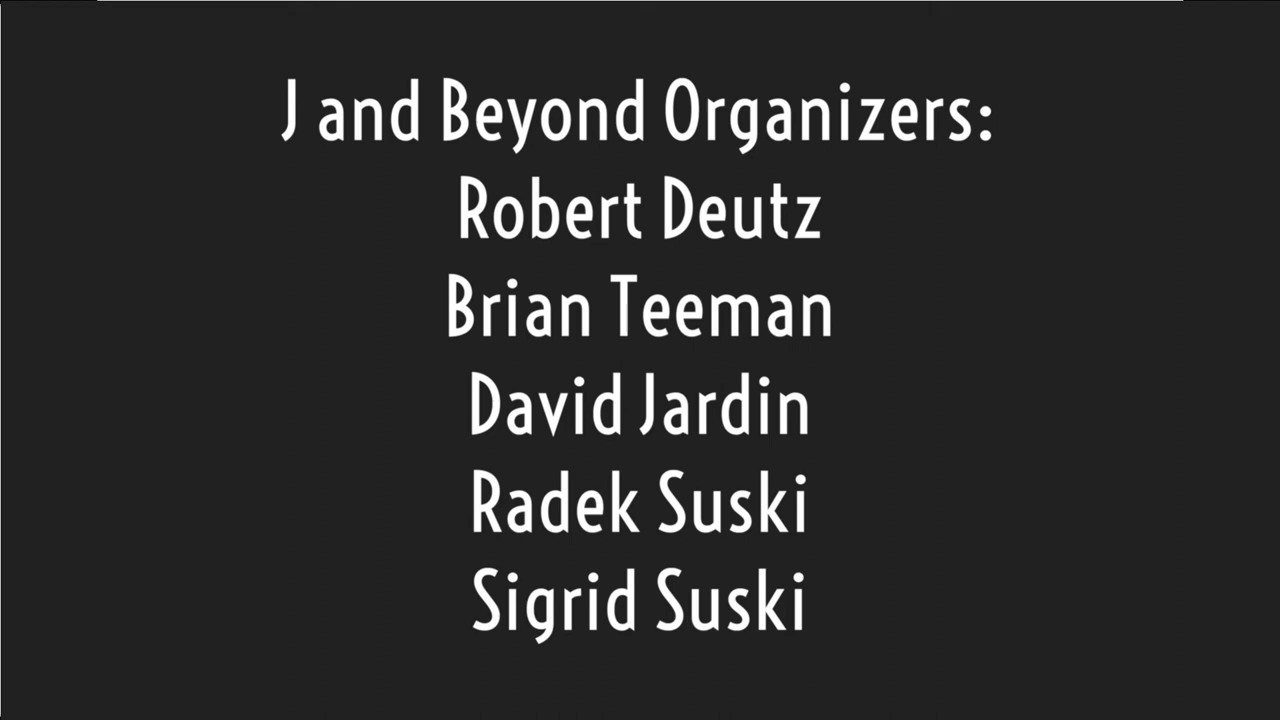 J and Beyond Organizers:
Robert Deutz
Brian Teeman
David Jardin
Radek Suski
Sigrid Suski